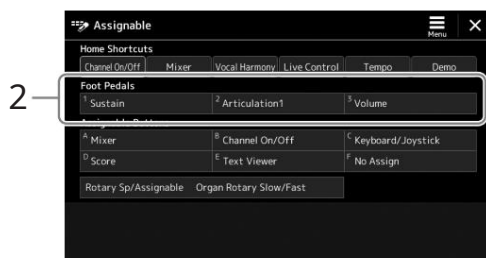 Assignable
Menu
Home Shortcuts
Channel On/Off Mixer Vocal Harmony Live Control Tempo Demo
2
Foot Pedals
1 Sustain 2 Articulation1 3 Volume
A Mixer B Channel On/Off C Keyboard/Joystick
D Score E Text Viewer F No Assign
Rotary Sp/Assignable Organ Rotary Slow/Fast